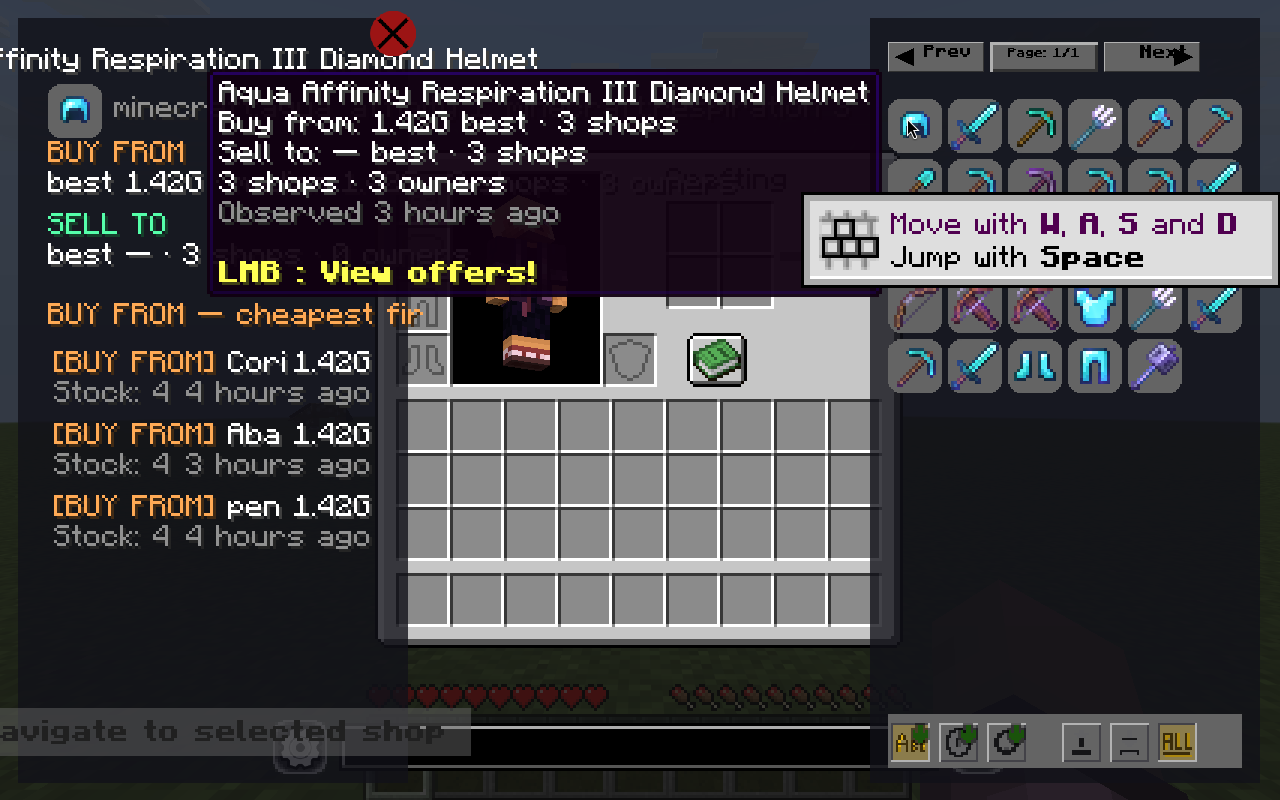 ffinity Respiration III Diamond Helmet
minecr
BUY FROM
best 1.42G
SELL TO
best — · 3
BUY FROM — cheapest fir
[BUY FROM] Cori 1.42G
Stock: 4 4 hours ago
[BUY FROM] Aba 1.42G
Stock: 4 3 hours ago
[BUY FROM] pen 1.42G
Stock: 4 4 hours ago
avigate to selected shop
Aqua Affinity Respiration III Diamond Helmet
Buy from: 1.42G best · 3 shops
Sell to: — best · 3 shops
3 shops · 3 owners
Observed 3 hours ago
LMB : View offers!
Crafting
Prev
Page: 1/1
Next
Move with W, A, S and D
Jump with Space
ALL